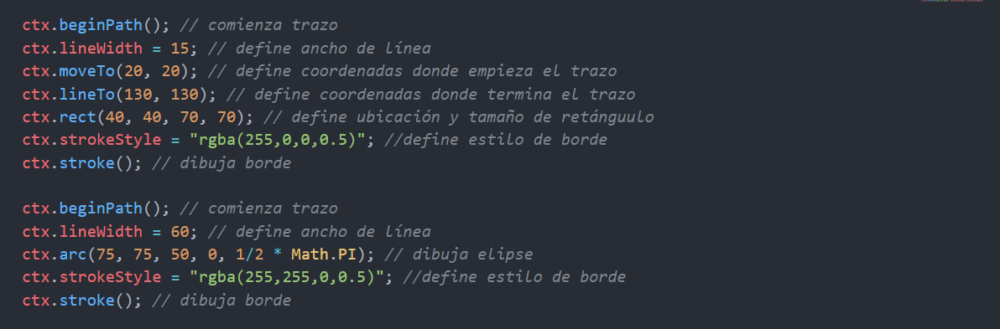 ctx.beginPath(); // comienza trazo
ctx.lineWidth = 15; // define ancho de línea
ctx.moveTo(20, 20); // define coordenadas donde empieza el trazo
ctx.lineTo(130, 130); // define coordenadas donde termina el trazo
ctx.rect(40, 40, 70, 70); // define ubicación y tamaño de retánguulo
ctx.strokeStyle = "rgba(255,0,0,0.5)"; //define estilo de borde
ctx.stroke(); // dibuja borde

ctx.beginPath(); // comienza trazo
ctx.lineWidth = 60; // define ancho de línea
ctx.arc(75, 75, 50, 0, 1/2 * Math.PI); // dibuja elipse
ctx.strokeStyle = "rgba(255,255,0,0.5)"; //define estilo de borde
ctx.stroke(); // dibuja borde